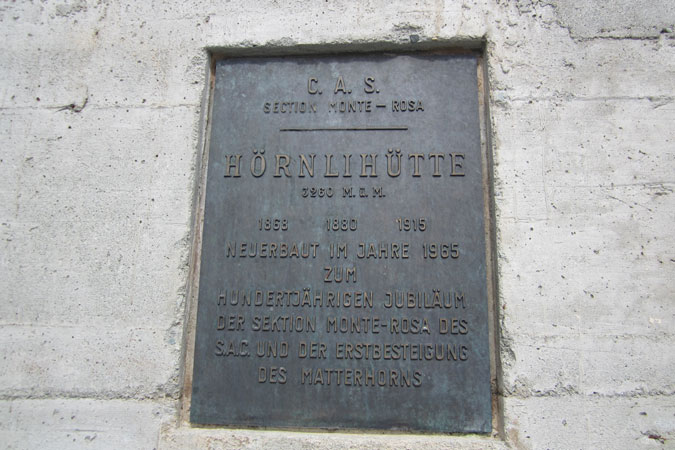 C. A. S.
SECTION MONTE-ROSA
HÖRNLIHÜTTE
3260 M.ü.M.
1868 1880 1915
NEUERBAUT IM JAHRE 1965
ZUM
HUNDERTJÄHRIGEN JUBILÄUM
DER SEKTION MONTE-ROSA DES
S.A.C. UND DER ERSTBESTEIGUNG
DES MATTERHORNS